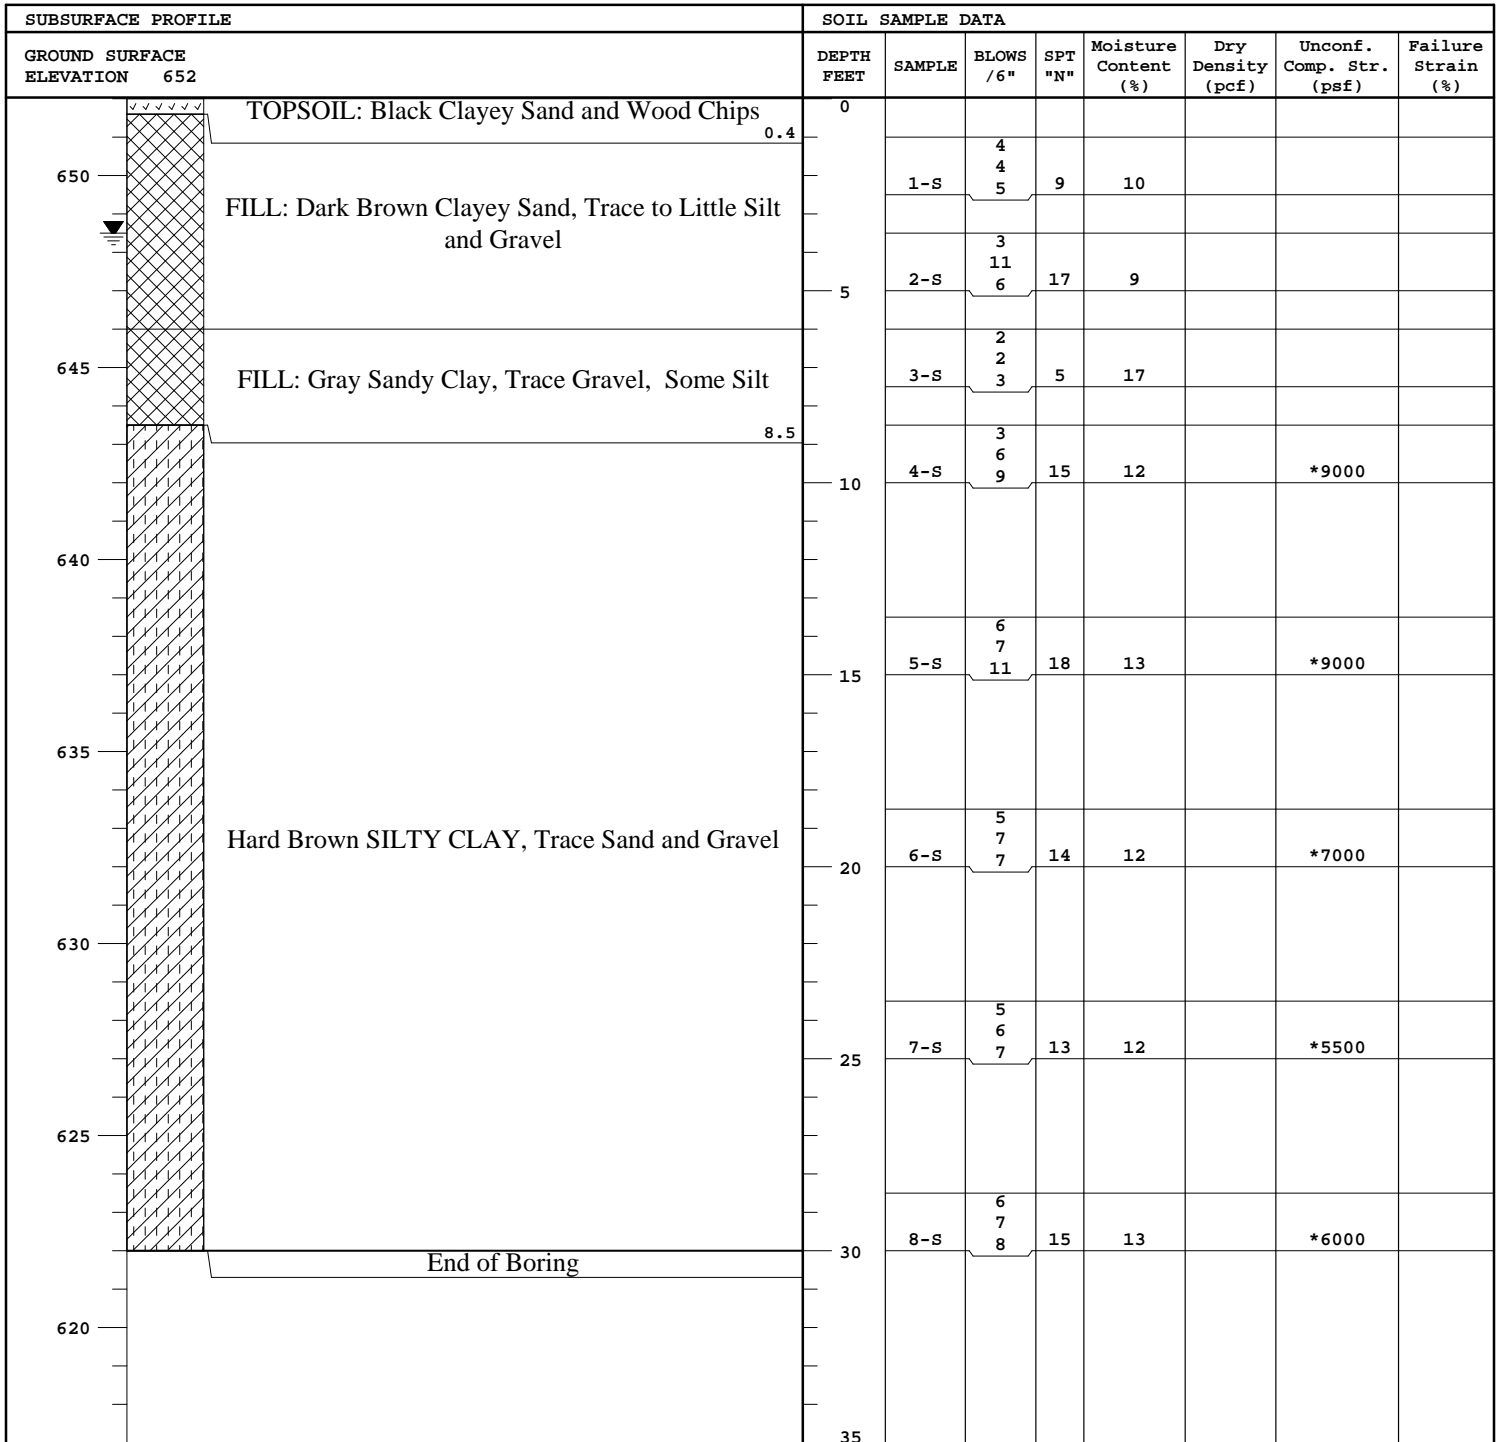 SUBSURFACE PROFILE
SOIL SAMPLE DATA
GROUND SURFACE
ELEVATION 652
DEPTH FEET
SAMPLE
BLOWS /6"
SPT "N"
Moisture Content (%)
Dry Density (pcf)
Unconf. Comp. Str. (psf)
Failure Strain (%)
TOPSOIL: Black Clayey Sand and Wood Chips
0
0.4
4
4
650
1-S 5 9 10
FILL: Dark Brown Clayey Sand, Trace to Little Silt
and Gravel
3
11
2-S 6 17 9
5
2
2
645
FILL: Gray Sandy Clay, Trace Gravel, Some Silt
3-S 3 5 17
8.5
3
6
4-S 9 15 12 *9000
10
640
6
7
5-S 11 18 13 *9000
15
635
5
7
Hard Brown SILTY CLAY, Trace Sand and Gravel
6-S 7 14 12 *7000
20
630
5
6
7-S 7 13 12 *5500
25
625
6
7
8-S 8 15 13 *6000
30
End of Boring
620
35